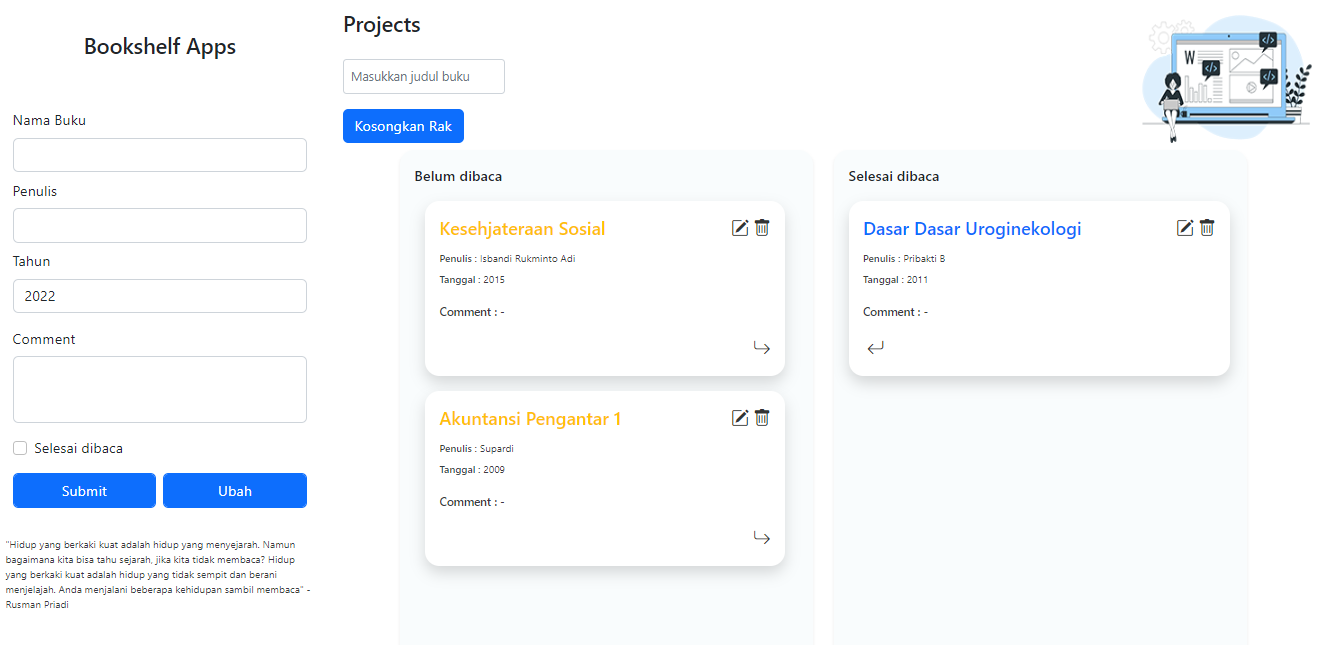 Bookshelf Apps
Nama Buku
Penulis
Tahun
2022
Comment
Selesai dibaca
Submit
Ubah
"Hidup yang berkaki kuat adalah hidup yang menyejarah. Namun
bagaimana kita bisa tahu sejarah, jika kita tidak membaca? Hidup
yang berkaki kuat adalah hidup yang tidak sempit dan berani
menjelajah. Anda menjalani beberapa kehidupan sambil membaca" -
Rusman Priadi
Projects
Masukkan judul buku
Kosongkan Rak
W
</>
</>
</>
Belum dibaca
Kesehjateraan Sosial
Penulis : Isbandi Rukminto Adi
Tanggal : 2015
Comment : -
Akuntansi Pengantar 1
Penulis : Supardi
Tanggal : 2009
Comment : -
Selesai dibaca
Dasar Dasar Uroginekologi
Penulis : Pribakti B
Tanggal : 2011
Comment : -